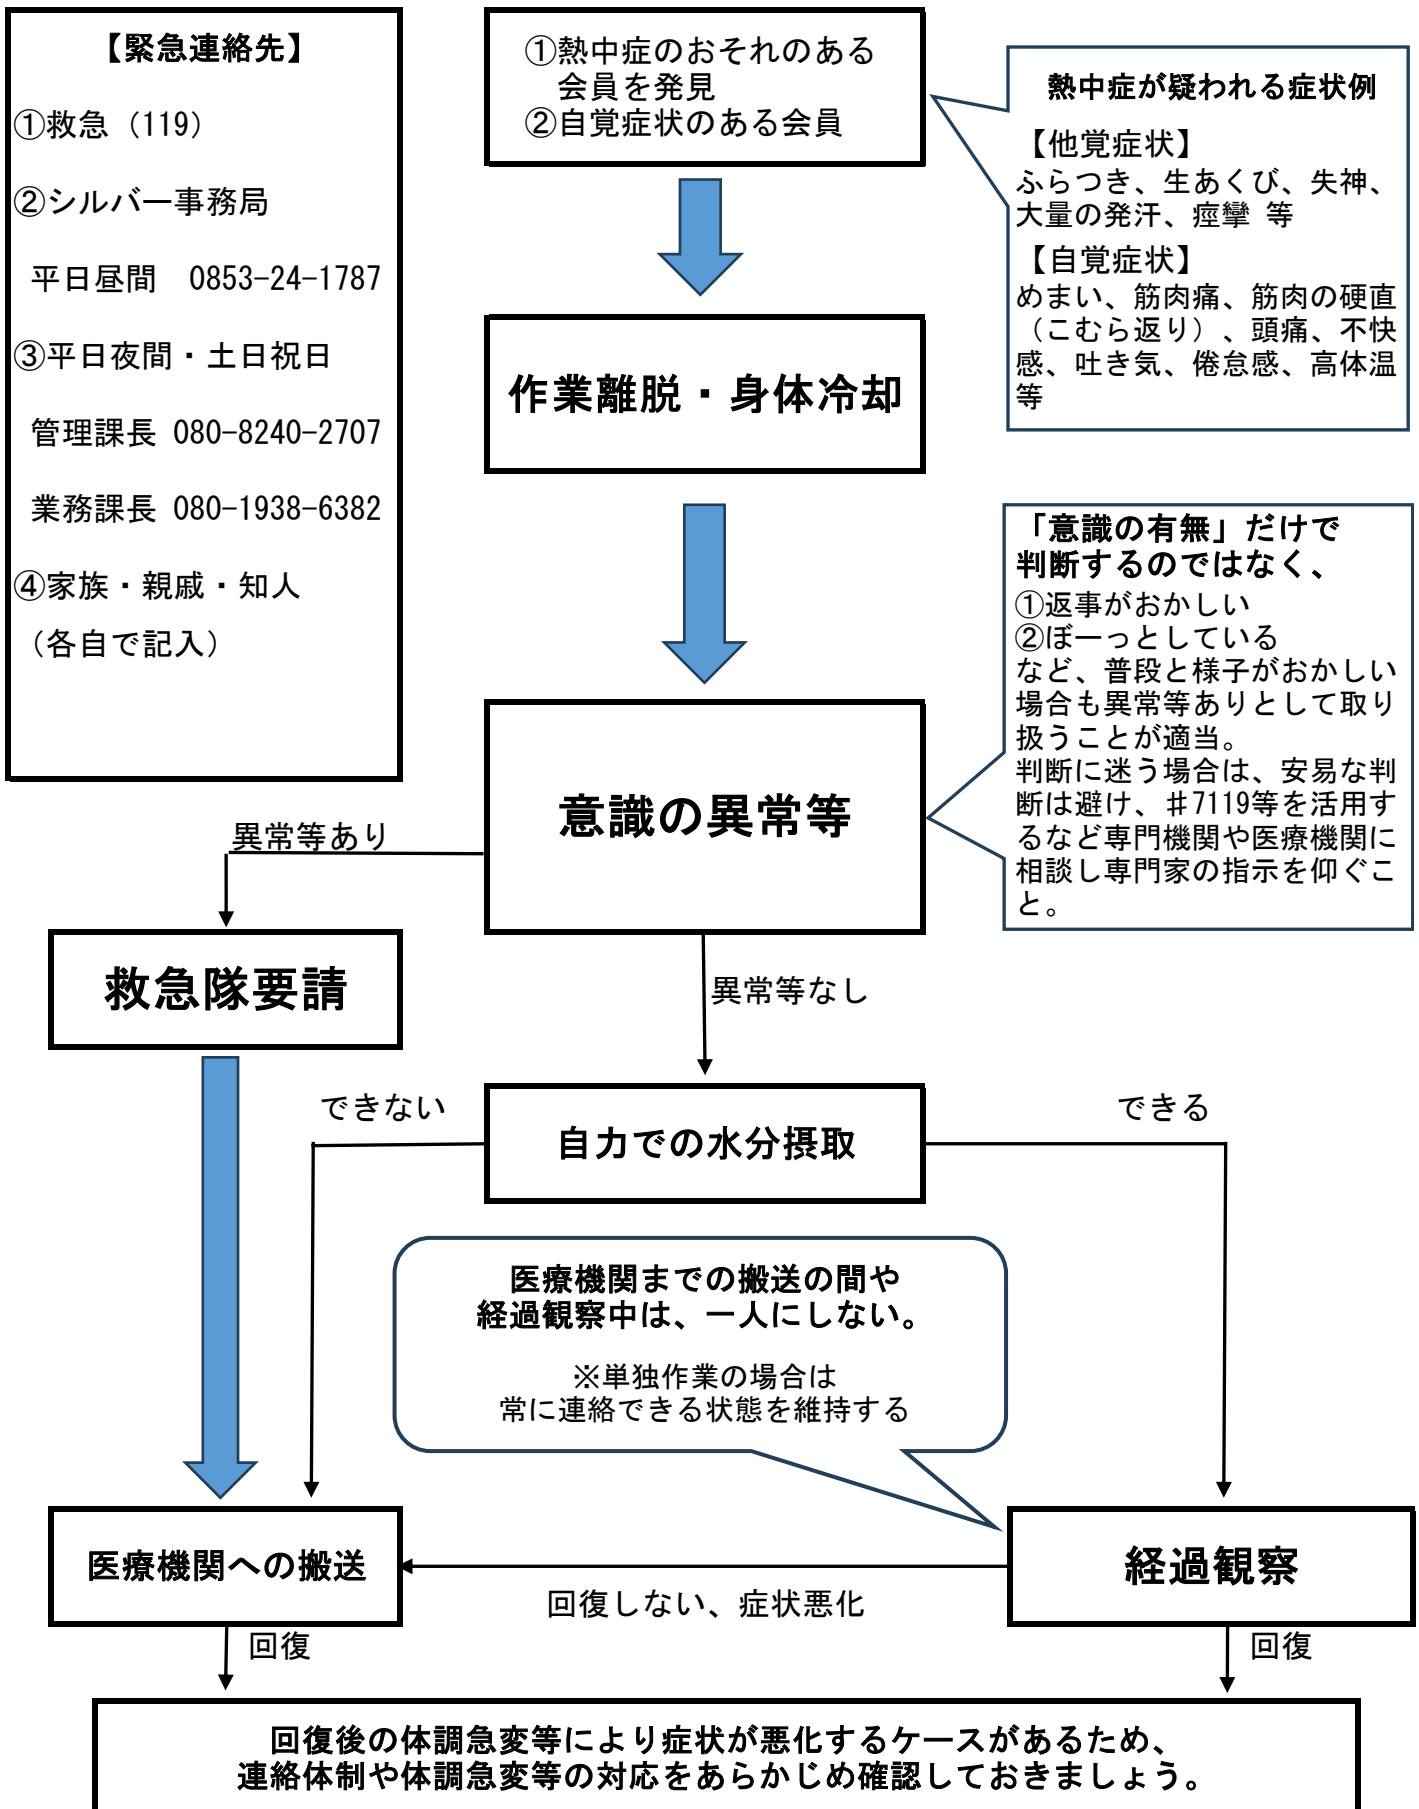 【緊急連絡先】
①救急（119）
②シルバー事務局
平日昼間　0853-24-1787
③平日夜間・土日祝日
管理課長 080-8240-2707
業務課長 080-1938-6382
④家族・親戚・知人
（各自で記入）
①熱中症のおそれのある
会員を発見
②自覚症状のある会員
熱中症が疑われる症状例
【他覚症状】
ふらつき、生あくび、失神、
大量の発汗、痙攣 等
【自覚症状】
めまい、筋肉痛、筋肉の硬直
（こむら返り）、頭痛、不快
感、吐き気、倦怠感、高体温
等
作業離脱・身体冷却
「意識の有無」だけで
判断するのではなく、
①返事がおかしい
②ぼーっとしている
など、普段と様子がおかしい
場合も異常等ありとして取り
扱うことが適当。
判断に迷う場合は、安易な判
断は避け、＃7119等を活用す
るなど専門機関や医療機関に
相談し専門家の指示を仰ぐこ
と。
意識の異常等
異常等あり
救急隊要請
異常等なし
できない
自力での水分摂取
できる
医療機関までの搬送の間や
経過観察中は、一人にしない。
※単独作業の場合は
常に連絡できる状態を維持する
医療機関への搬送
経過観察
回復しない、症状悪化
回復
回復
回復後の体調急変等により症状が悪化するケースがあるため、
連絡体制や体調急変等の対応をあらかじめ確認しておきましょう。